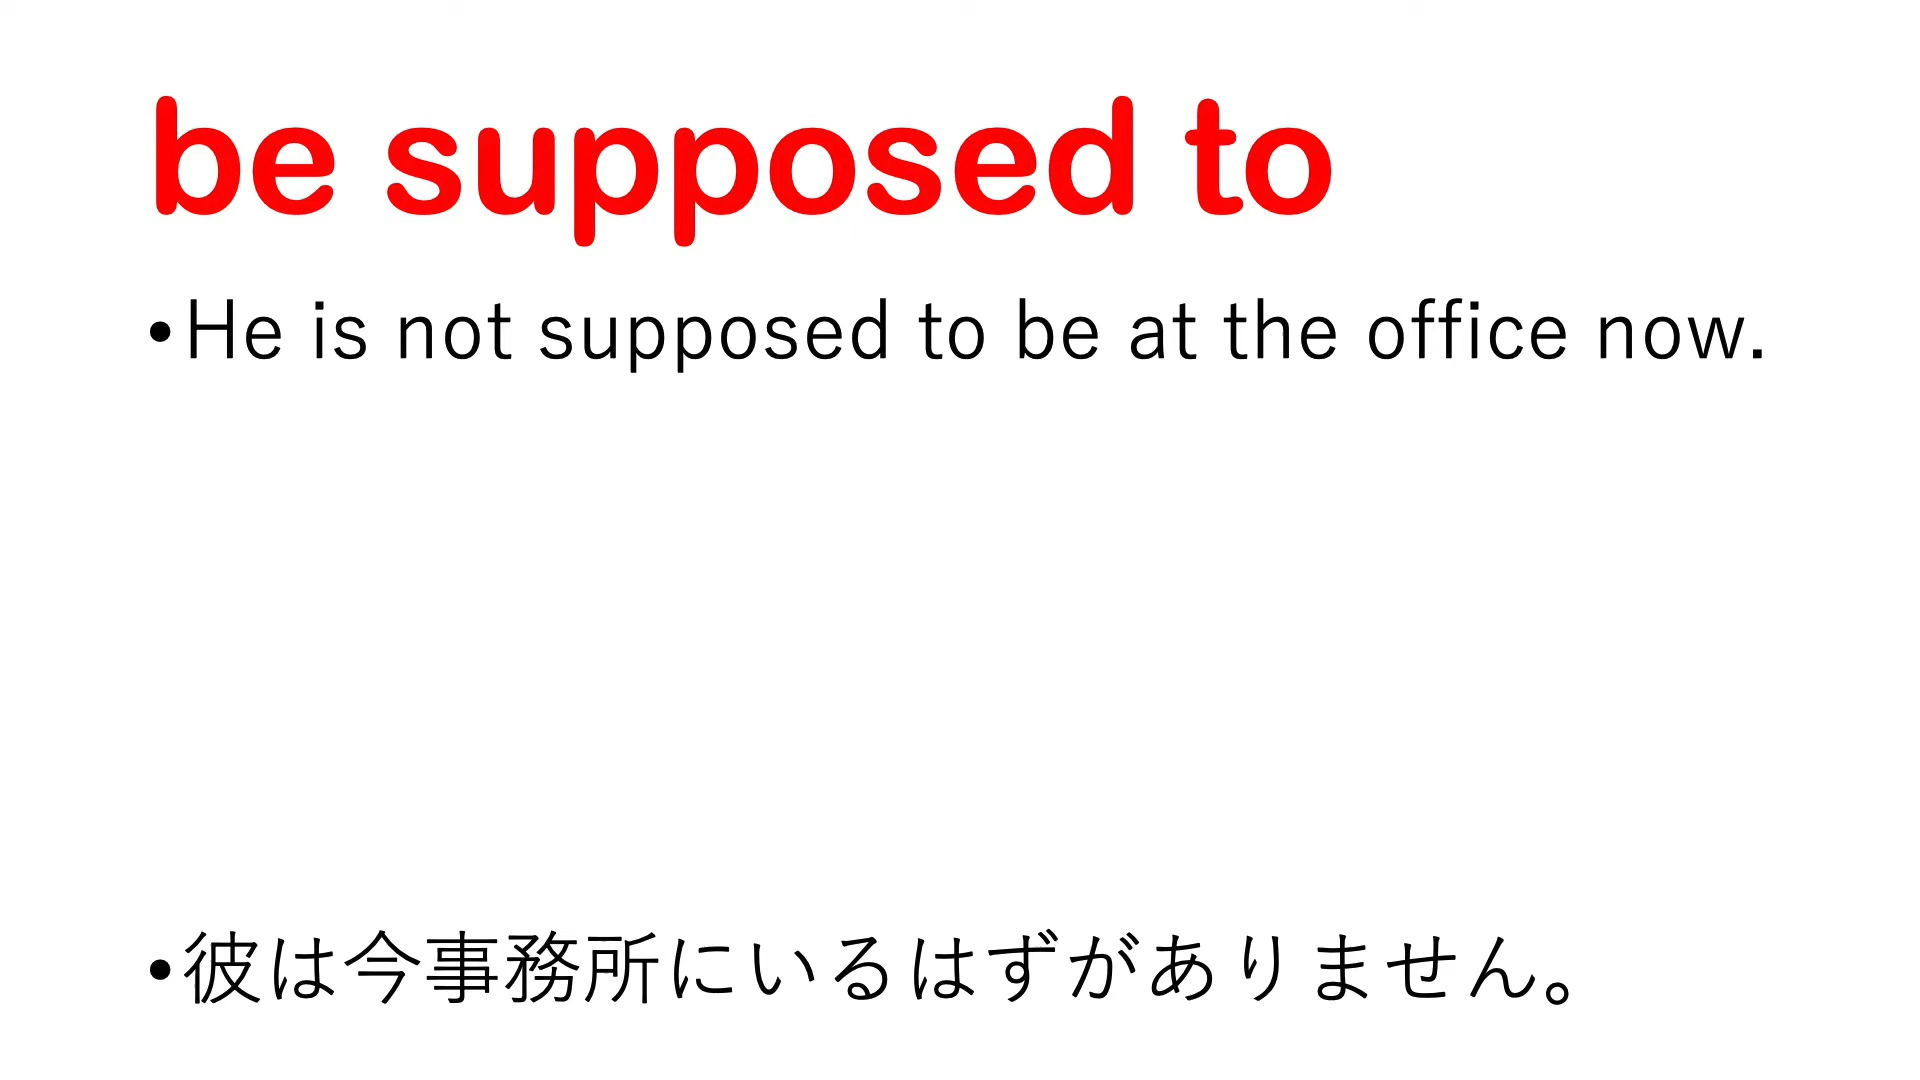 be supposed to
•He is not supposed to be at the office now.
•彼は今事務所にいるはずがありません。